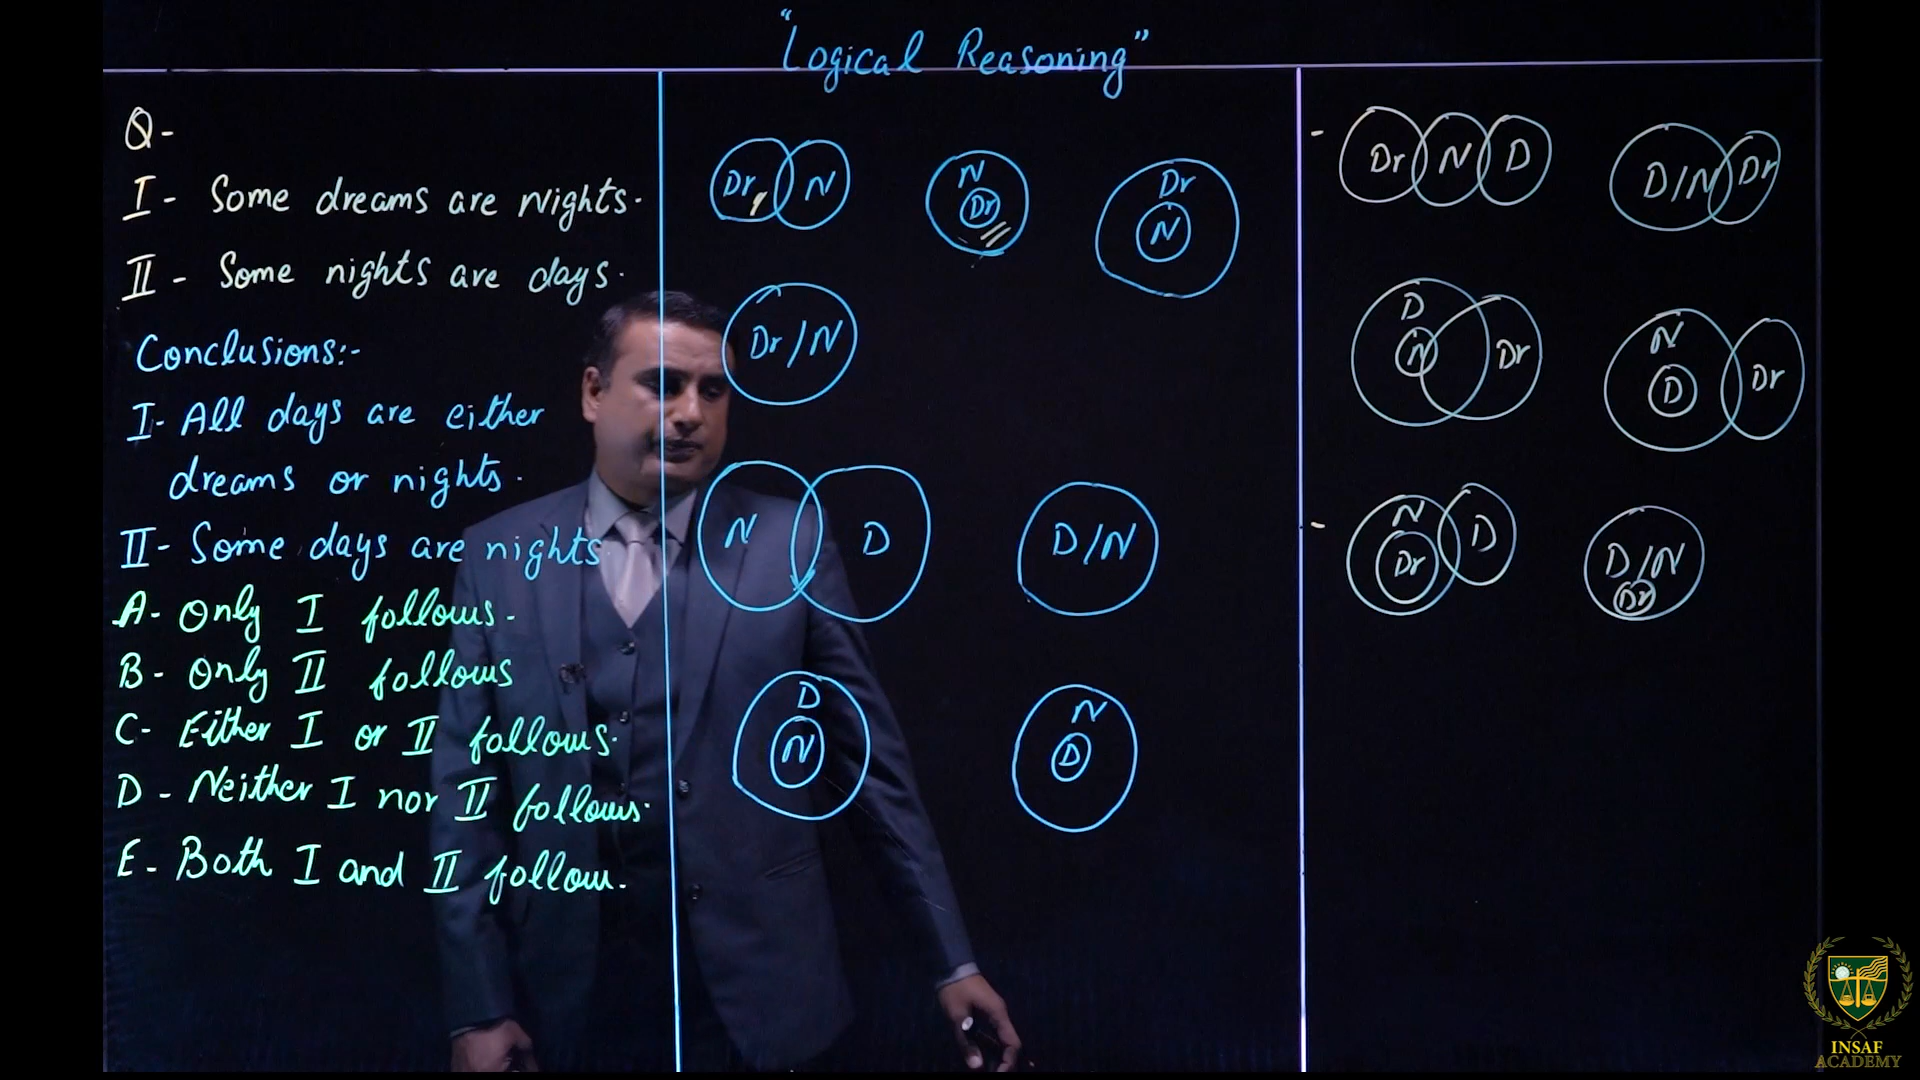 "Logical Reasoning"
Q-
I- Some dreams are Nights.
II- Some nights are days.
Conclusions:-
I- All days are either
dreams or nights.
II- Some days are nights
A- Only I follows.
B- Only II follows
C- Either I or II follows.
D- Neither I nor II follows.
E- Both I and II follow.
Dr N
N Dr
Dr N
Dr/N
N D
D/N
D N
N D
- Dr N D
D/N Dr
D N Dr
N D Dr
- N Dr D
D/N Dr
INSAF
ACADEMY